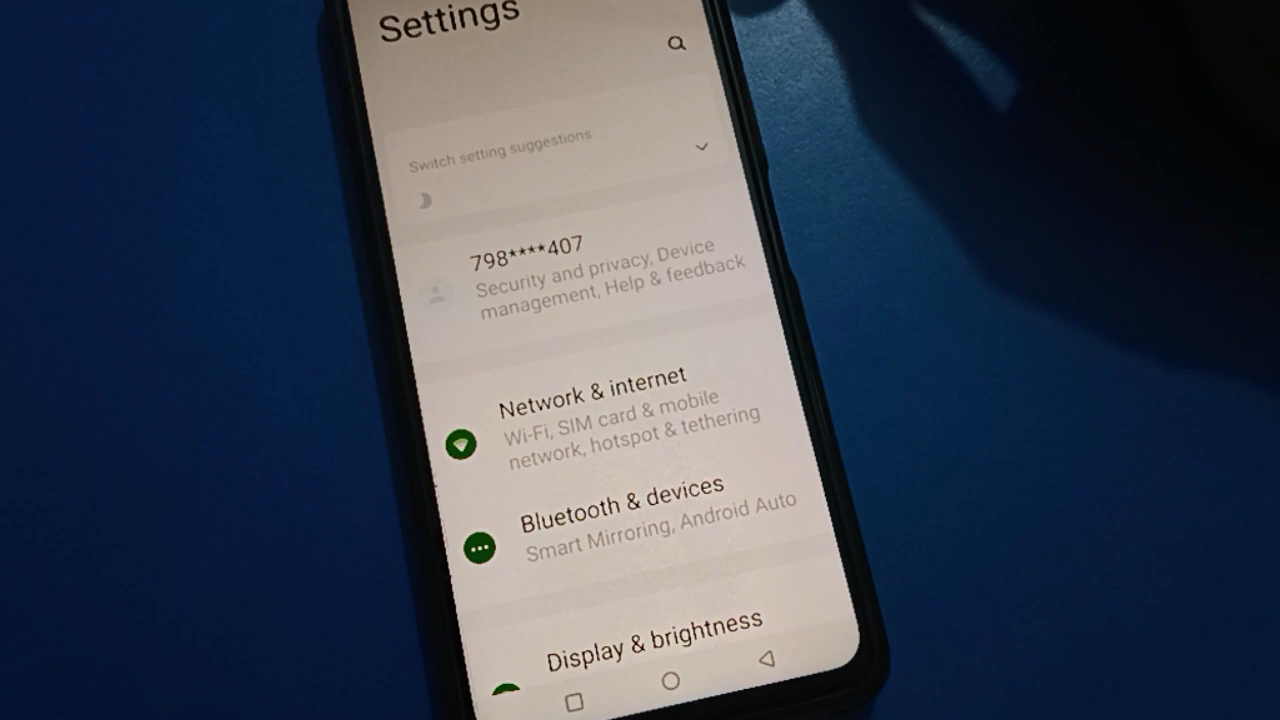 Settings
Switch setting suggestions
798****407
Security and privacy, Device
management, Help & feedback
Network & internet
Wi-Fi, SIM card & mobile
network, hotspot & tethering
Bluetooth & devices
Smart Mirroring, Android Auto
Display & brightness